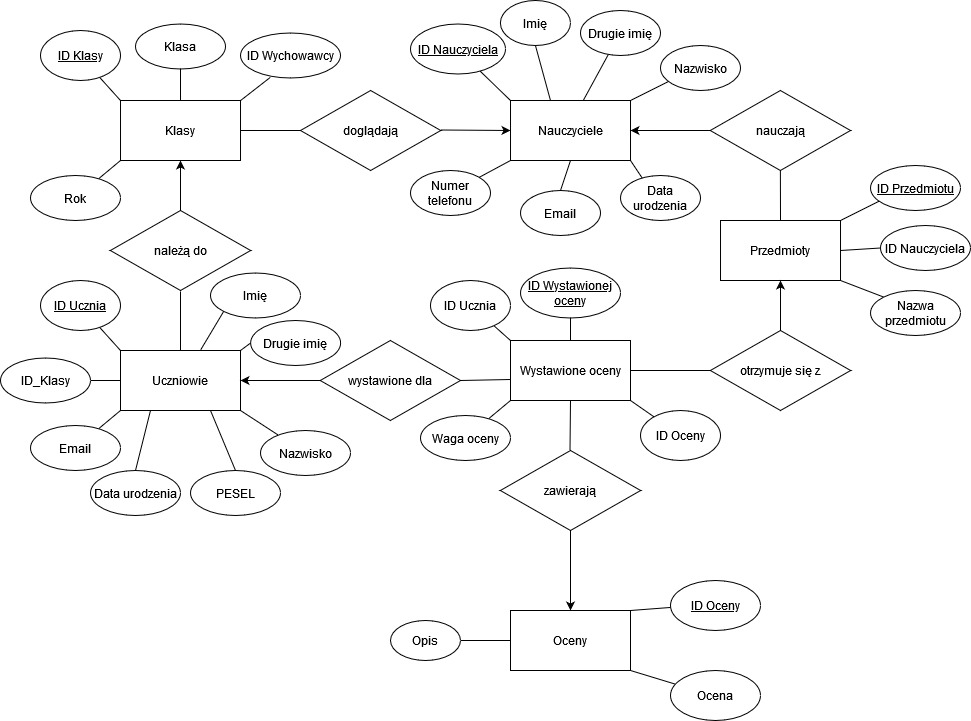 Imię
Drugie imię
ID Klasy
Klasa
ID Wychowawcy
ID Nauczyciela
Nazwisko
Klasy
doglądają
Nauczyciele
nauczają
Rok
Numer
telefonu
Email
Data
urodzenia
ID Przedmiotu
należą do
Przedmioty
ID Nauczyciela
ID Ucznia
Imię
ID Ucznia
ID Wystawionej
oceny
Nazwa
przedmiotu
Drugie imię
ID_Klasy
Uczniowie
wystawione dla
Wystawione oceny
otrzymuje się z
Email
Nazwisko
Waga oceny
ID Oceny
Data urodzenia
PESEL
zawierają
ID Oceny
Opis
Oceny
Ocena